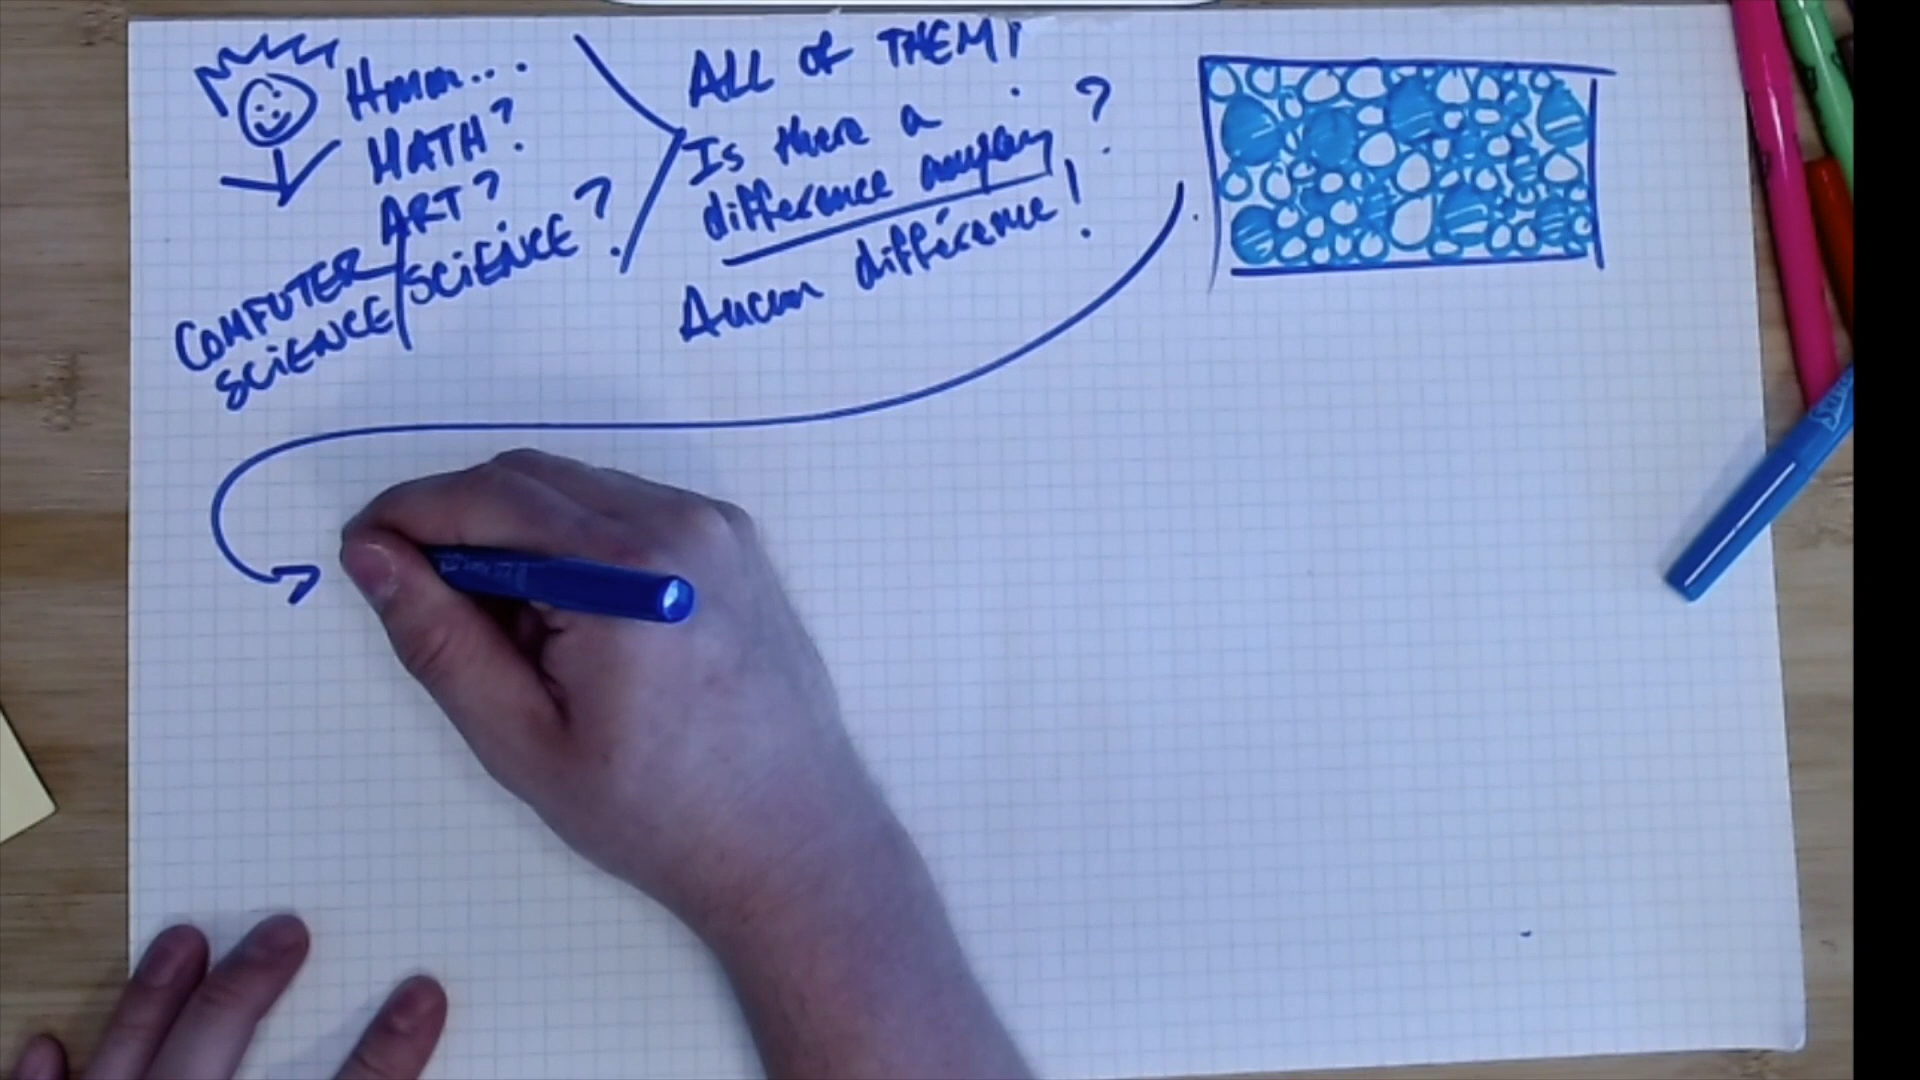 Hmm...
MATH?
ART?
COMPUTER
SCIENCE
SCIENCE?
ALL OF THEM!
Is there a
difference anyway?
Aucun différence!